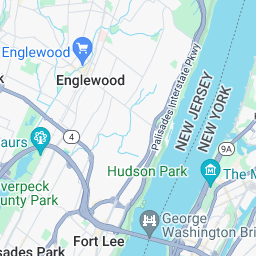 Englewood
Englewood
k
Palisades Interstate Pkwy
NEW JERSEY
NEW YORK
4
9A
aurs
Hudson Park
The M
verpeck
unty Park
George
Washington Bri
Fort Lee
sades Park